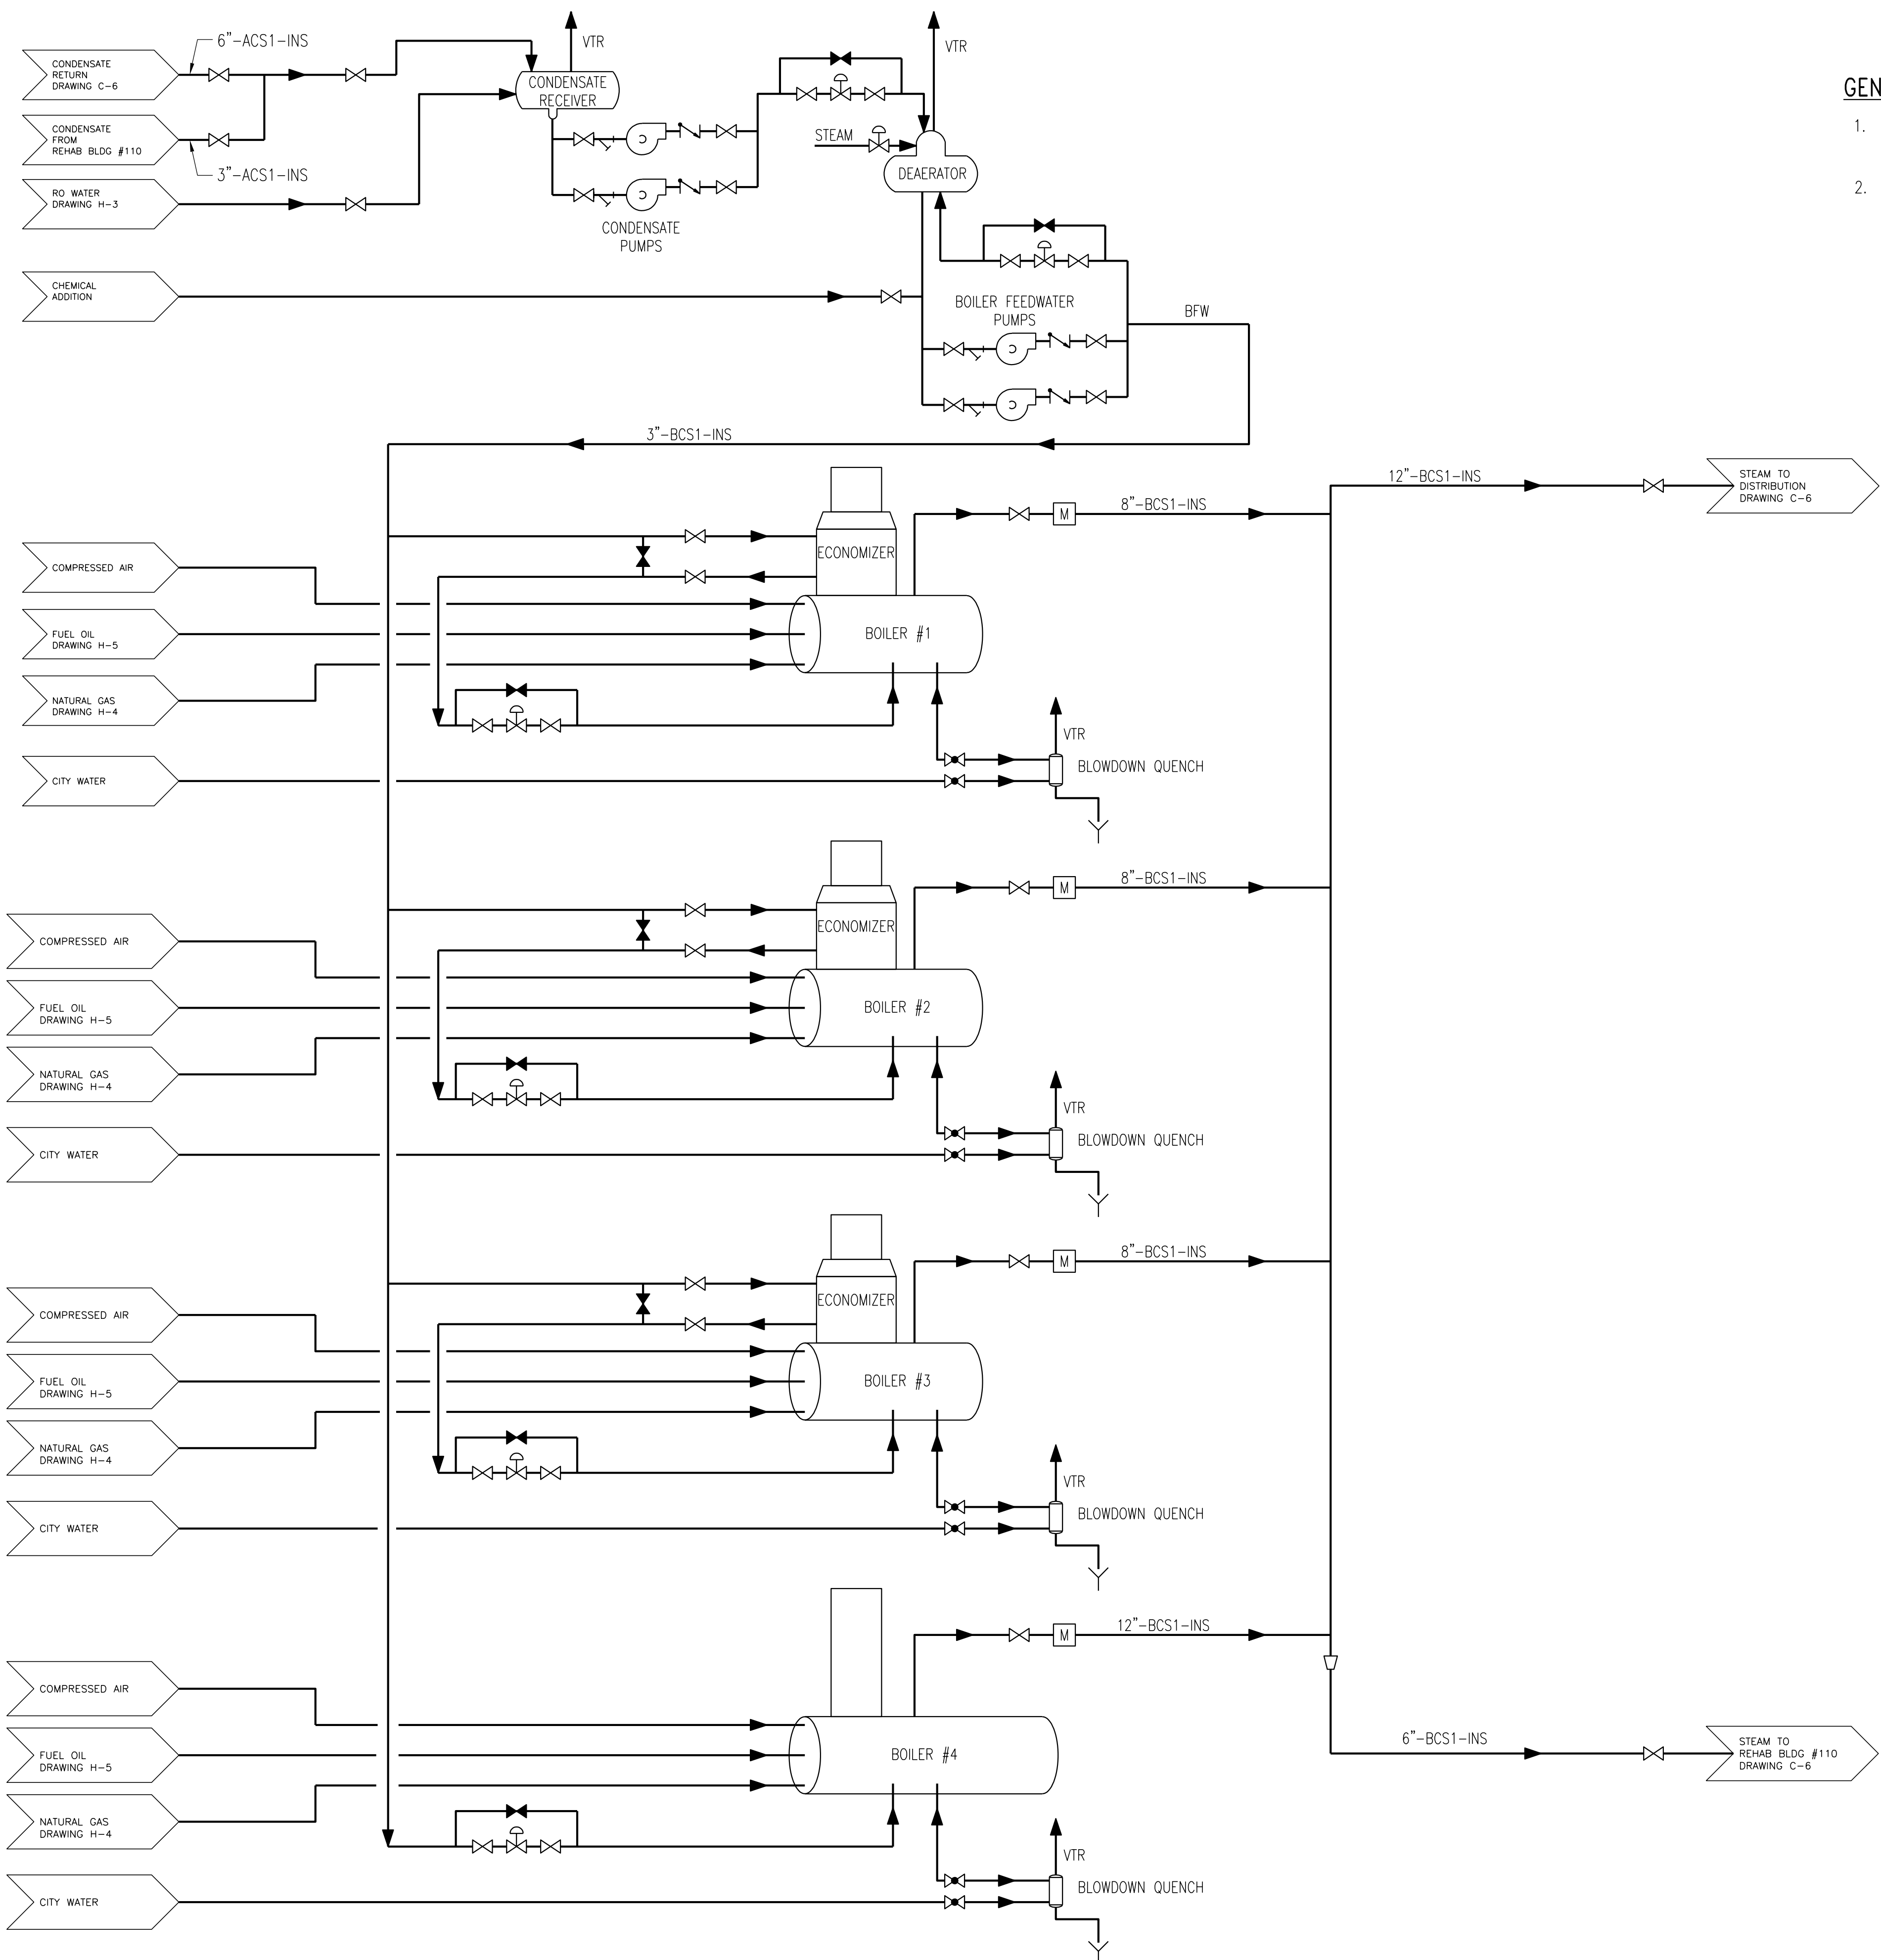 6"-ACS1-INS
CONDENSATE
RETURN
DRAWING C-6
VTR
CONDENSATE
RECEIVER
VTR
GEN
1.
CONDENSATE
FROM
REHAB BLDG #110
3"-ACS1-INS
STEAM
DEAERATOR
2.
RO WATER
DRAWING H-3
CONDENSATE
PUMPS
CHEMICAL
ADDITION
BOILER FEEDWATER
PUMPS
BFW
3"-BCS1-INS
12"-BCS1-INS
STEAM TO
DISTRIBUTION
DRAWING C-6
M
8"-BCS1-INS
ECONOMIZER
COMPRESSED AIR
FUEL OIL
DRAWING H-5
BOILER #1
NATURAL GAS
DRAWING H-4
VTR
BLOWDOWN QUENCH
CITY WATER
M
8"-BCS1-INS
ECONOMIZER
COMPRESSED AIR
FUEL OIL
DRAWING H-5
BOILER #2
NATURAL GAS
DRAWING H-4
VTR
BLOWDOWN QUENCH
CITY WATER
M
8"-BCS1-INS
ECONOMIZER
COMPRESSED AIR
FUEL OIL
DRAWING H-5
BOILER #3
NATURAL GAS
DRAWING H-4
VTR
BLOWDOWN QUENCH
CITY WATER
M
12"-BCS1-INS
COMPRESSED AIR
FUEL OIL
DRAWING H-5
BOILER #4
6"-BCS1-INS
STEAM TO
REHAB BLDG #110
DRAWING C-6
NATURAL GAS
DRAWING H-4
VTR
BLOWDOWN QUENCH
CITY WATER